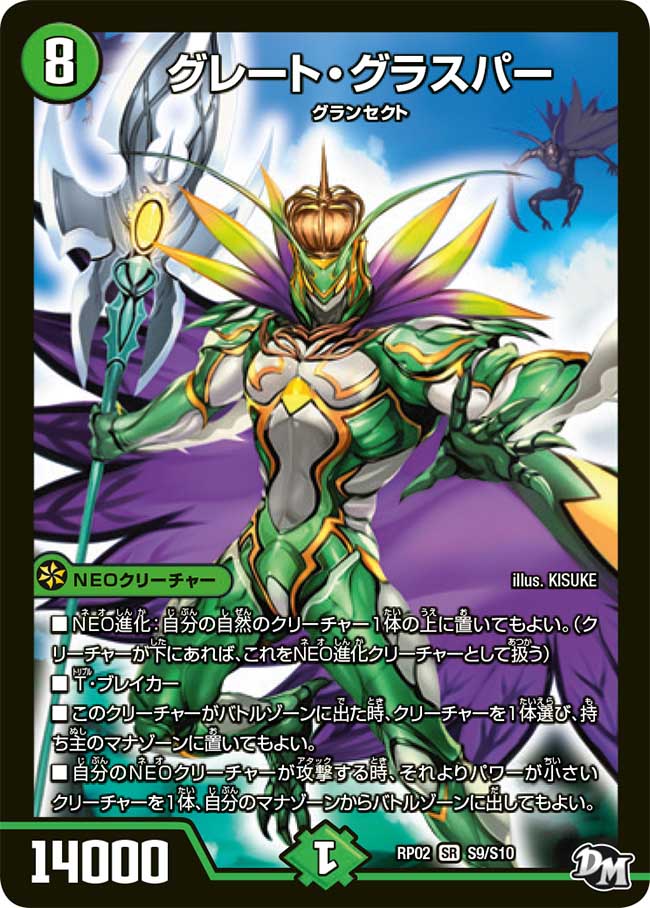 8
グレート・グラスパー
グランセクト
NEOクリーチャー
illus. KISUKE
■NEO進化:自分の自然のクリーチャー1体の上に置いてもよい。(ク
リーチャーが下にあれば、これをNEO進化クリーチャーとして扱う)
■T・ブレイカー
■このクリーチャーがバトルゾーンに出た時、クリーチャーを1体選び、持
ち主のマナゾーンに置いてもよい。
■自分のNEOクリーチャーが攻撃する時、それよりパワーが小さい
クリーチャーを1体、自分のマナゾーンからバトルゾーンに出してもよい。
14000
1
RP02 SR S9/S10
DM